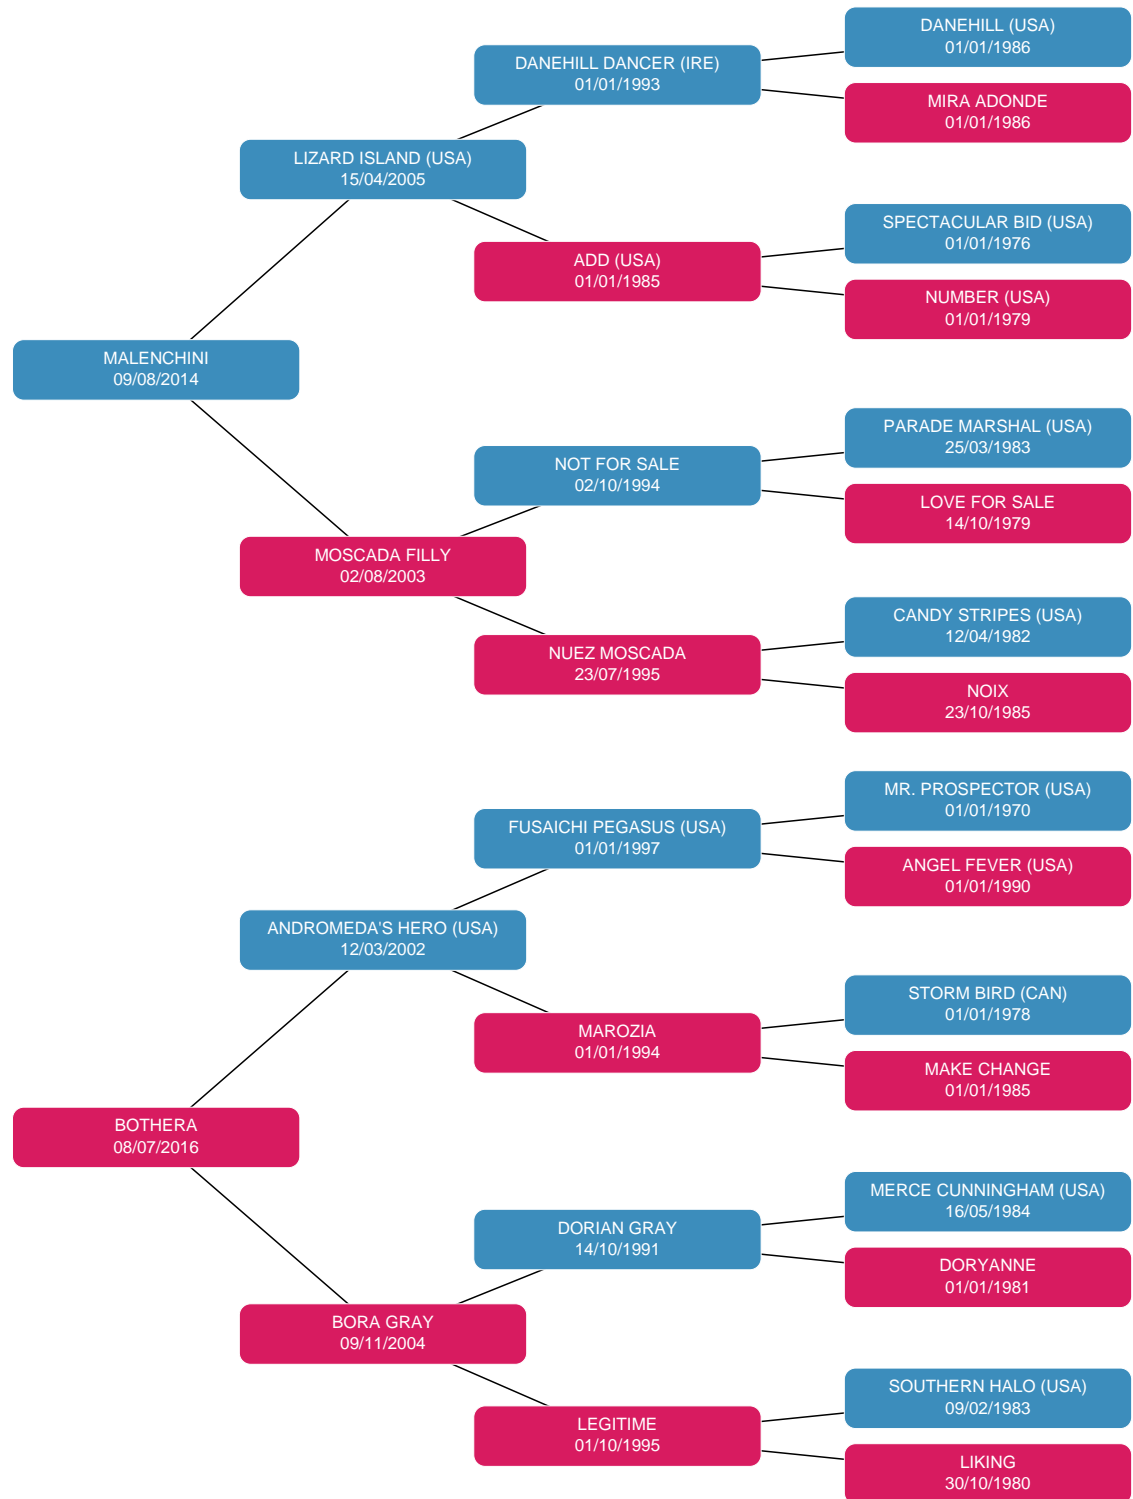 DANEHILL (USA)
01/01/1986
DANEHILL DANCER (IRE)
01/01/1993
MIRA ADONDE
01/01/1986
LIZARD ISLAND (USA)
15/04/2005
SPECTACULAR BID (USA)
01/01/1976
ADD (USA)
01/01/1985
NUMBER (USA)
01/01/1979
MALENCHINI
09/08/2014
PARADE MARSHAL (USA)
25/03/1983
NOT FOR SALE
02/10/1994
LOVE FOR SALE
14/10/1979
MOSCADA FILLY
02/08/2003
CANDY STRIPES (USA)
12/04/1982
NUEZ MOSCADA
23/07/1995
NOIX
23/10/1985
MR. PROSPECTOR (USA)
01/01/1970
FUSAICHI PEGASUS (USA)
01/01/1997
ANGEL FEVER (USA)
01/01/1990
ANDROMEDA'S HERO (USA)
12/03/2002
STORM BIRD (CAN)
01/01/1978
MAROZIA
01/01/1994
MAKE CHANGE
01/01/1985
BOTHERA
08/07/2016
MERCE CUNNINGHAM (USA)
16/05/1984
DORIAN GRAY
14/10/1991
DORYANNE
01/01/1981
BORA GRAY
09/11/2004
SOUTHERN HALO (USA)
09/02/1983
LEGITIME
01/10/1995
LIKING
30/10/1980